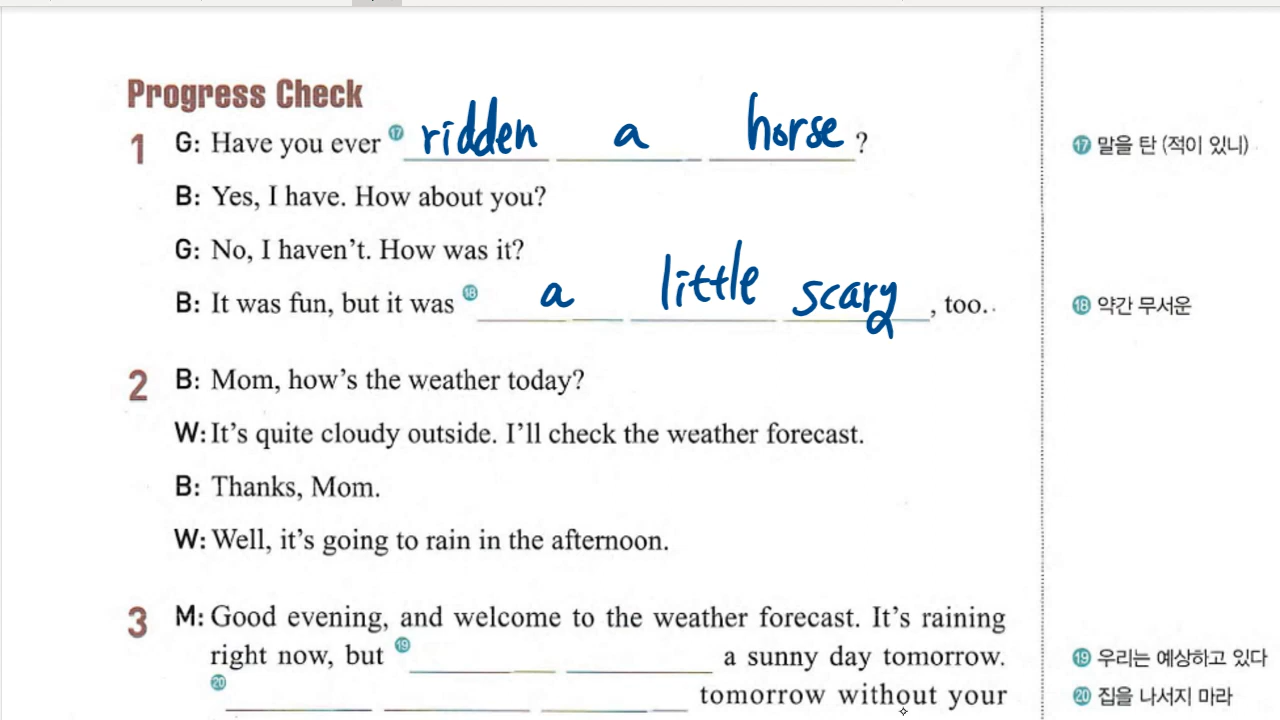 Progress Check
1 G: Have you ever ⑰ ridden a horse ? ⑰ 말을 탄 (적이 있니)
B: Yes, I have. How about you?
G: No, I haven't. How was it?
B: It was fun, but it was ⑱ a little scary, too. ⑱ 약간 무서운
2 B: Mom, how's the weather today?
W: It's quite cloudy outside. I'll check the weather forecast.
B: Thanks, Mom.
W: Well, it's going to rain in the afternoon.
3 M: Good evening, and welcome to the weather forecast. It's raining
right now, but ⑲ ____ ____ a sunny day tomorrow. ⑲ 우리는 예상하고 있다
⑳ ____ ____ ____ tomorrow without your ⑳ 집을 나서지 마라